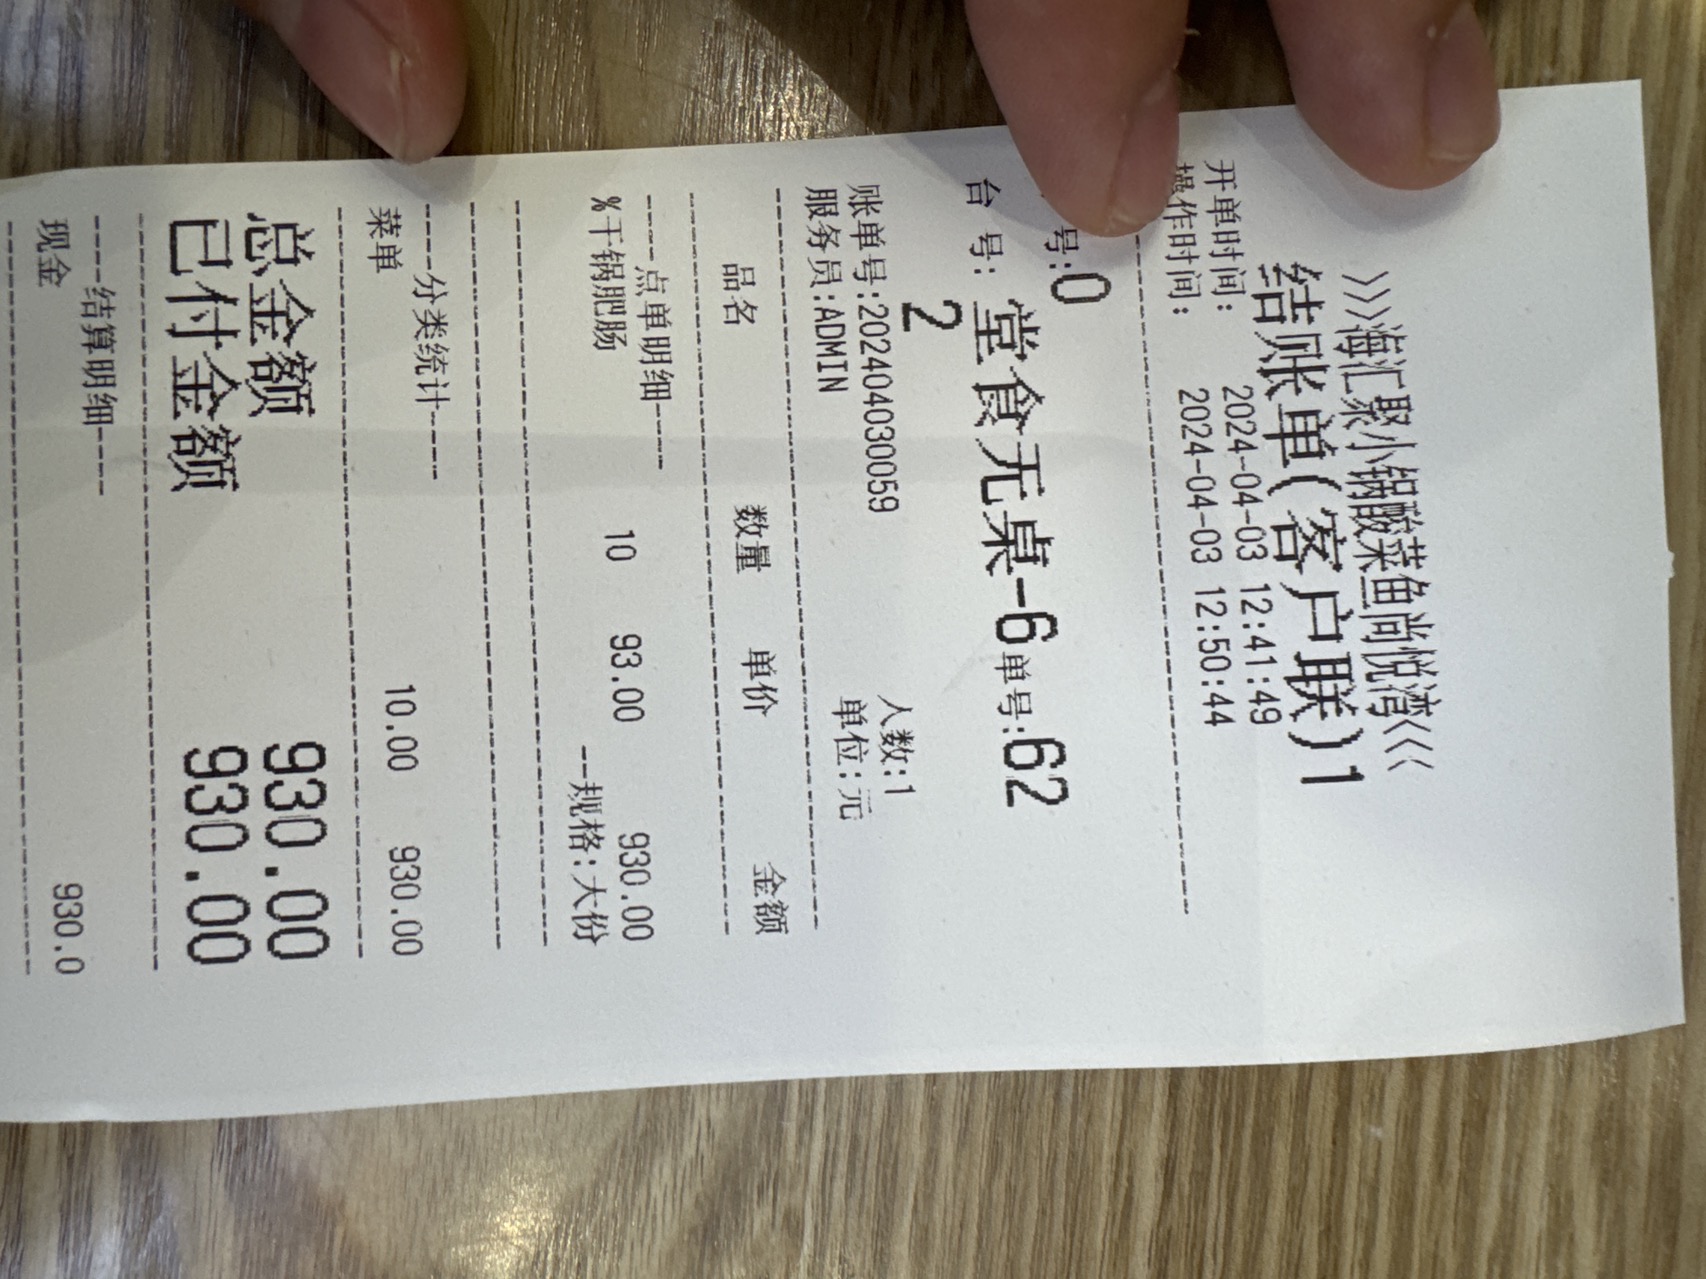 >>>海汇聚小锅酸菜鱼尚悦湾<<<
结账单(客户联)1
开单时间: 2024-04-03 12:41:49
操作时间: 2024-04-03 12:50:44
号:0
台 号: 堂食无桌-6 单号:62
2
账单号:202404030059 人数:1
服务员:ADMIN 单位:元
品名 数量 单价 金额
----点单明细----
%干锅肥肠 10 93.00 930.00
--规格:大份
----分类统计----
菜单 10.00 930.00
总金额 930.00
已付金额 930.00
----结算明细----
现金 930.0